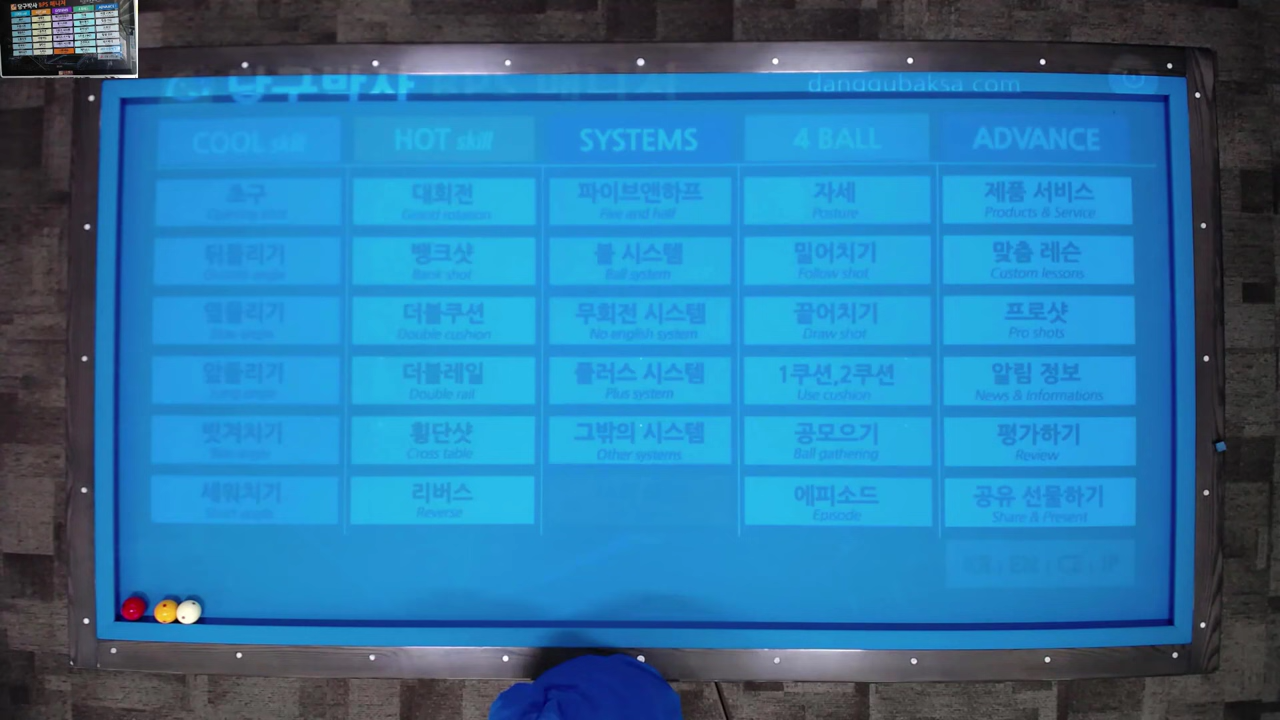 당구박사
danggubaksa.com
COOL skill
HOT skill
SYSTEMS
4 BALL
ADVANCE
초구
대회전
Grand rotation
파이브앤하프
Five and half
자세
Posture
제품 서비스
Products & Service
뒤돌리기
뱅크샷
Bank shot
볼 시스템
Ball system
밀어치기
Follow shot
맞춤 레슨
Custom lessons
옆돌리기
더블쿠션
Double cushion
무회전 시스템
No english system
끌어치기
Draw shot
프로샷
Pro shots
앞돌리기
더블레일
Double rail
플러스 시스템
Plus system
1쿠션,2쿠션
Use cushion
알림 정보
News & Informations
빗겨치기
횡단샷
Cross table
그밖의 시스템
Other systems
공모으기
Ball gathering
평가하기
Review
세워치기
리버스
Reverse
에피소드
Episode
공유 선물하기
Share & Present